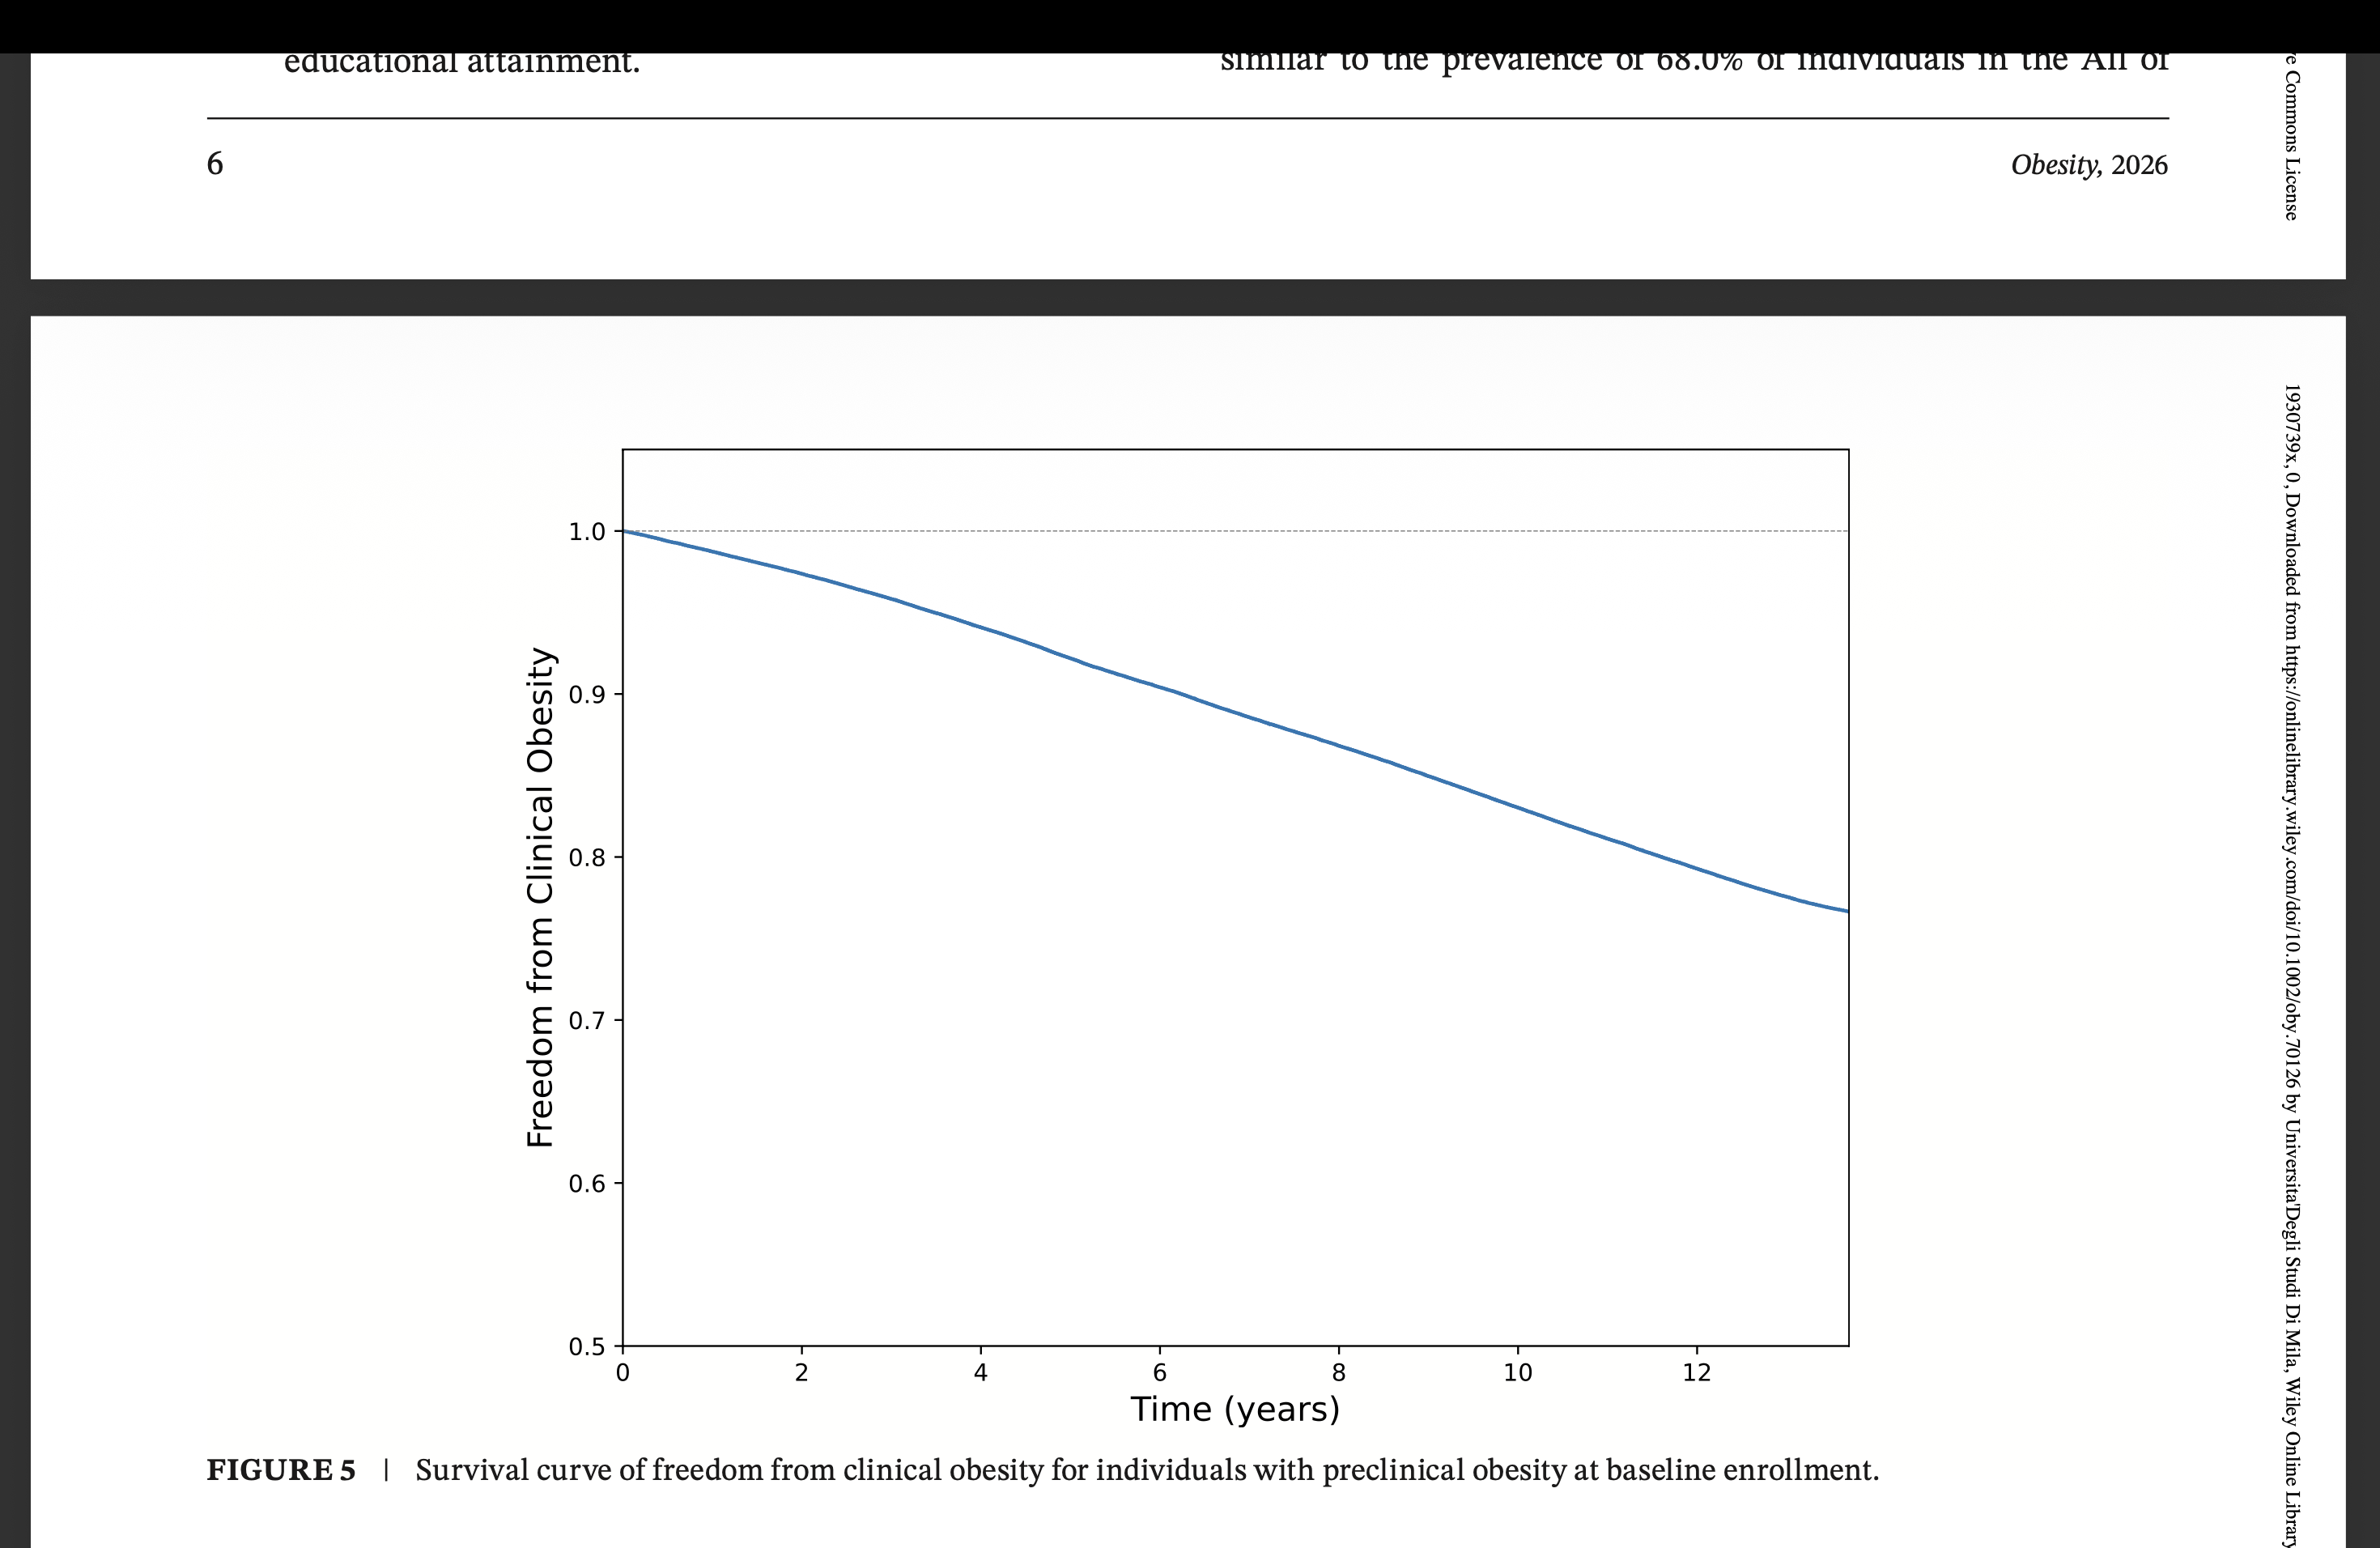 educational attainment.
similar to the prevalence of 68.0% of individuals in the All of
6
Obesity, 2026
re Commons License
1.0
0.9
0.8
0.7
0.6
0.5
Freedom from Clinical Obesity
0 2 4 6 8 10 12
Time (years)
FIGURE 5 | Survival curve of freedom from clinical obesity for individuals with preclinical obesity at baseline enrollment.
1930739x, 0, Downloaded from https://onlinelibrary.wiley.com/doi/10.1002/oby.70126 by Universita'Degli Studi Di Mila, Wiley Online Library